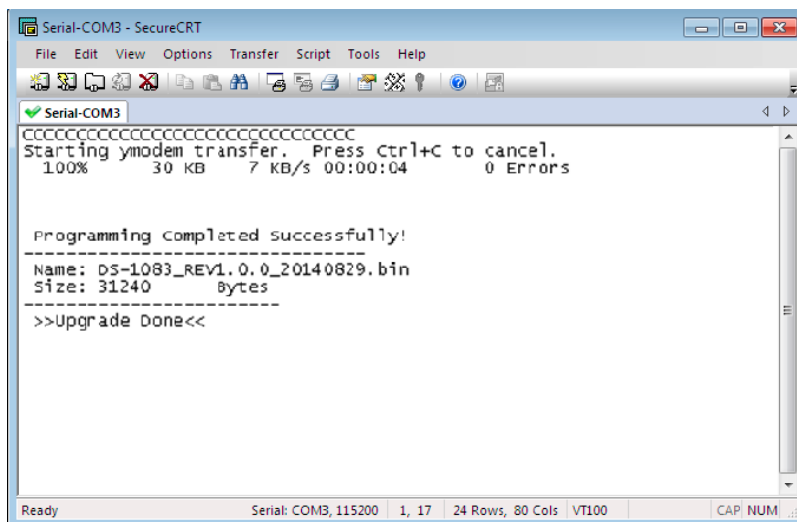 Serial-COM3 - SecureCRT
File Edit View Options Transfer Script Tools Help
Serial-COM3
CCCCCCCCCCCCCCCCCCCCCCCCCCCCCCC
Starting ymodem transfer.  Press Ctrl+C to cancel.
100% 30 KB 7 KB/s 00:00:04 0 Errors
Programming Completed Successfully!
--------------------------------
Name: DS-1083_REV1.0.0_20140829.bin
Size: 31240 Bytes
------------------------
>>Upgrade Done<<
Ready Serial: COM3, 115200 1, 17 24 Rows, 80 Cols VT100 CAP NUM